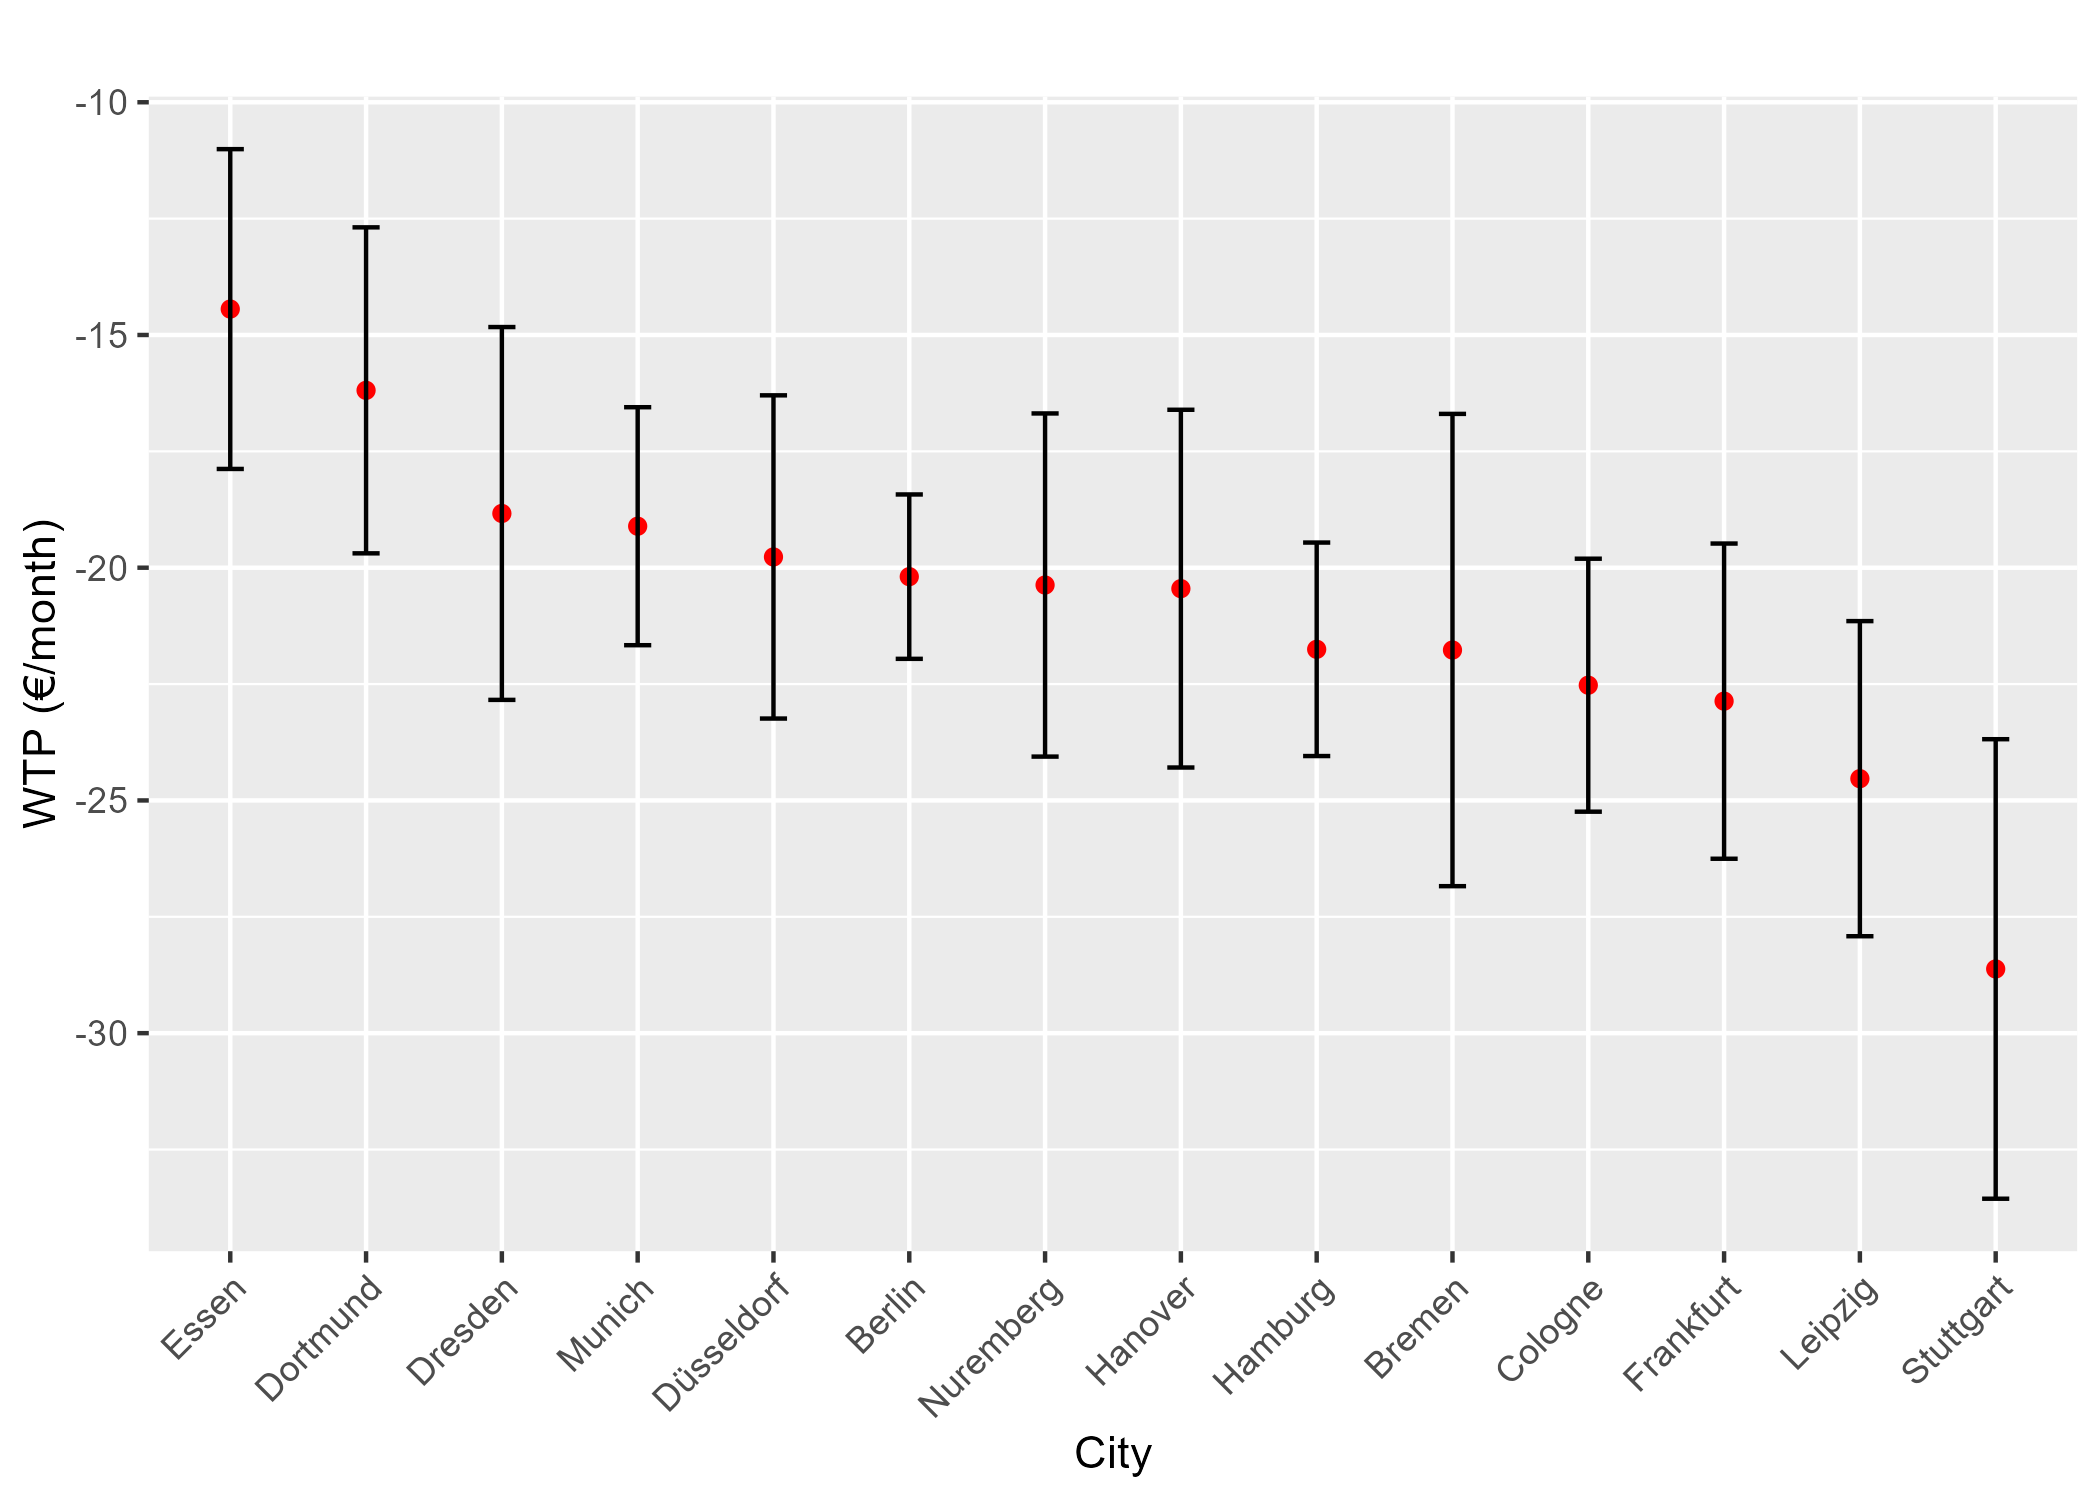 -10
-15
-20
-25
-30
WTP (€/month)
Essen
Dortmund
Dresden
Munich
Düsseldorf
Berlin
Nuremberg
Hanover
Hamburg
Bremen
Cologne
Frankfurt
Leipzig
Stuttgart
City